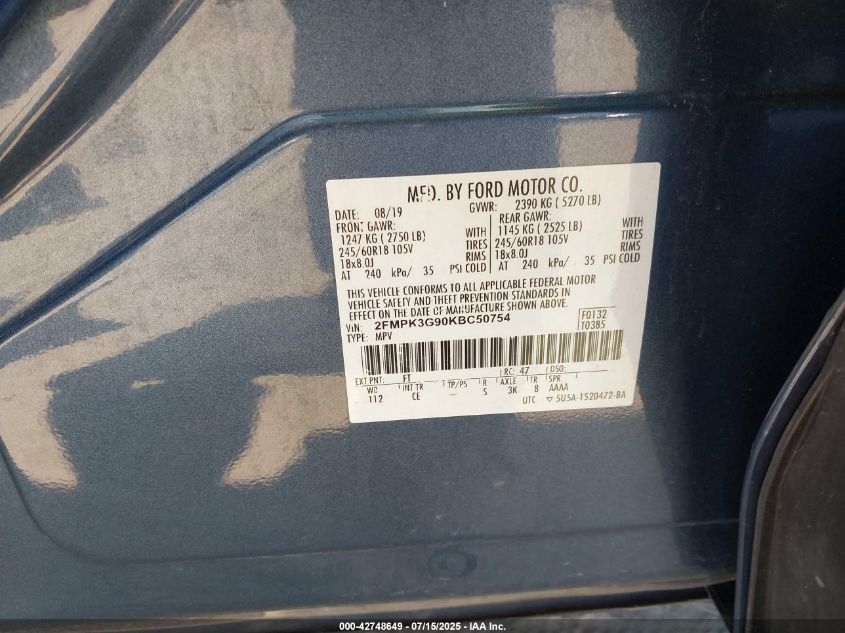 MFD. BY FORD MOTOR CO.
DATE: 08/19 GVWR: 2390 KG ( 5270 LB)
FRONT GAWR: REAR GAWR:
1247 KG ( 2750 LB) WITH 1145 KG ( 2525 LB) WITH
245/60R18 105V TIRES 245/60R18 105V TIRES
18x8.0J RIMS 18x8.0J RIMS
AT 240 kPa/ 35 PSI COLD AT 240 kPa/ 35 PSI COLD
THIS VEHICLE CONFORMS TO ALL APPLICABLE FEDERAL MOTOR
VEHICLE SAFETY AND THEFT PREVENTION STANDARDS IN
EFFECT ON THE DATE OF MANUFACTURE SHOWN ABOVE.
VIN: 2FMPK3G90KBC50754 F0132
TYPE: MPV T0385
EXT PNT: FT RC: 47 DSO:
WB INT TR TP/PS R AXLE TR SPR
112 CE S 3K 8 AAAA
UTC ▽ 5U5A-1520472-BA
000-42748649 - 07/15/2025 - IAA Inc.